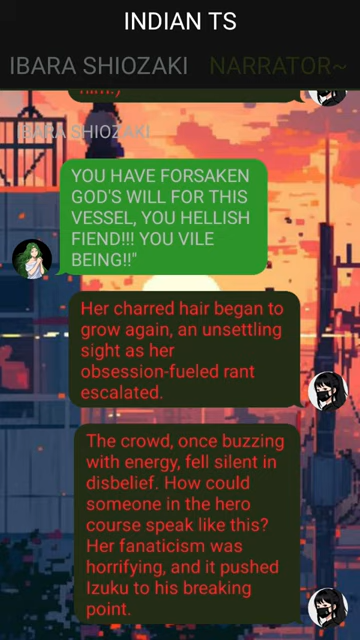 INDIAN TS
IBARA SHIOZAKI NARRATOR~
him!)
IBARA SHIOZAKI
YOU HAVE FORSAKEN
GOD'S WILL FOR THIS
VESSEL, YOU HELLISH
FIEND!!! YOU VILE
BEING!!"
Her charred hair began to
grow again, an unsettling
sight as her
obsession-fueled rant
escalated.
The crowd, once buzzing
with energy, fell silent in
disbelief. How could
someone in the hero
course speak like this?
Her fanaticism was
horrifying, and it pushed
Izuku to his breaking
point.